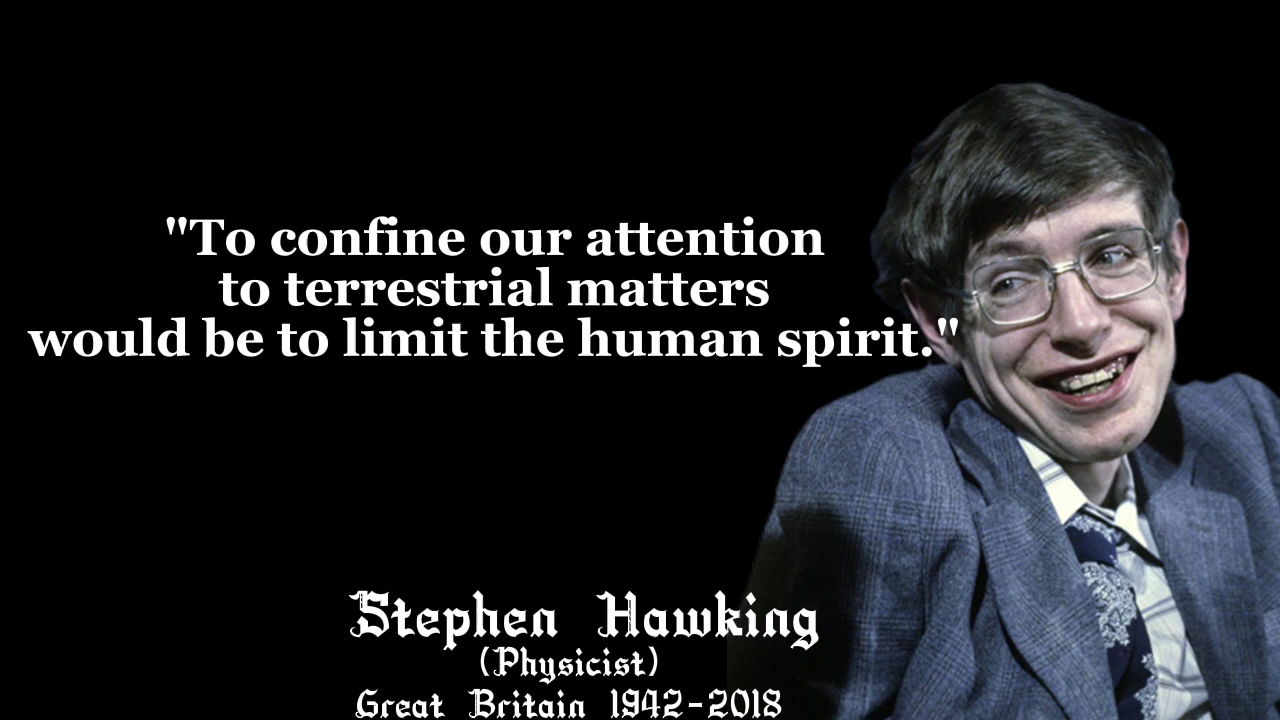 "To confine our attention
to terrestrial matters
would be to limit the human spirit."
Stephen Hawking
(Physicist)
Great Britain 1942-2018